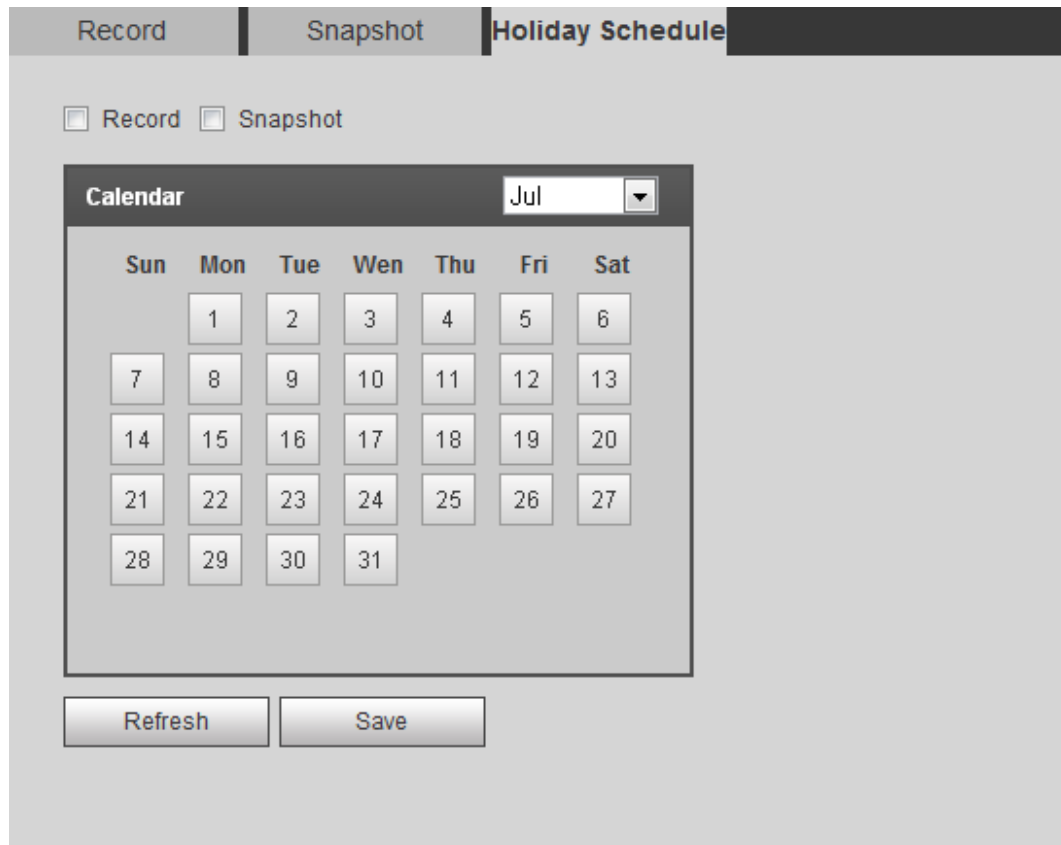 Record Snapshot Holiday Schedule
Record Snapshot
Calendar Jul
Sun Mon Tue Wen Thu Fri Sat
1 2 3 4 5 6
7 8 9 10 11 12 13
14 15 16 17 18 19 20
21 22 23 24 25 26 27
28 29 30 31
Refresh Save